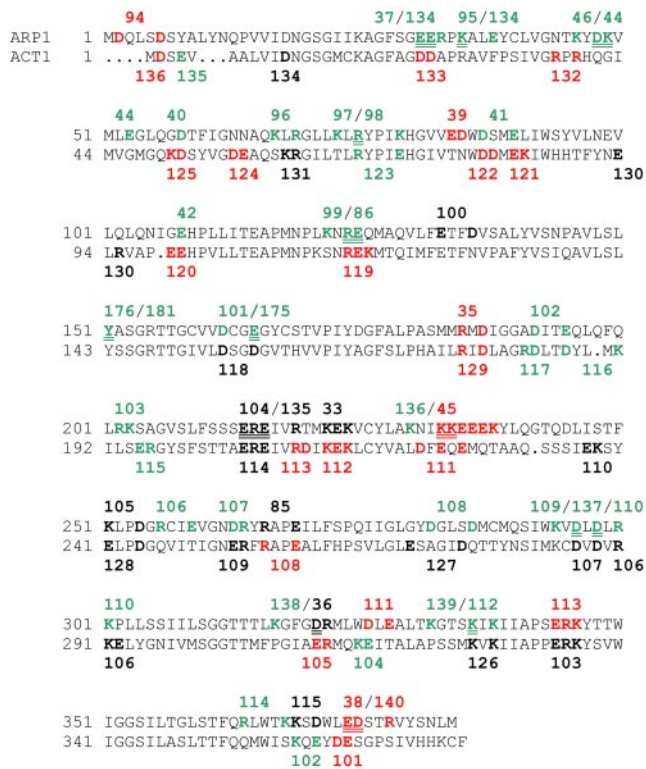 94 37/134 95/134 46/44
ARP1 1 MDQLSDSYALYNQPVVIDNGSGIIKAGFSGEERPKALEYCLVGNTKYDKV
ACT1 1 ....MDSEV...AALVIDNGSGMCKAGFAGDDAPRAVFPSIVGRPRHQGI
136 135 134 133 132
44 40 96 97/98 39 41
51 MLEGLQGDTFIGNNAQKLRGLLKLRYPIKHGVVEDWDSMELIWSYVLNEV
44 MVGMGQKDSYVGDEAQSKRGILTLRYPIEHGIVTNWDDMEKIWHHTFYNE
125 124 131 123 122 121 130
42 99/86 100
101 LQLQNIGEHPLLITEAPMNPLKNREQMAQVLFETFDVSALYVSNPAVLSL
94 LRVAP.EEHPVLLTEAPMNPKSNREKMTQIMFETFNVPAFYVSIQAVLSL
130 120 119
176/181 101/175 35 102
151 YASGRTTGCVVDCGEGYCSTVPIYDGFALPASMMRMDIGGADITEQLQFQ
143 YSSGRTTGIVLDSGDGVTHVVPIYAGFSLPHAILRIDLAGRDLTDYL.MK
118 129 117 116
103 104/135 33 136 45
201 LRKSAGVSLFSSSEREIVRTMKEKVCYLAKNIKKEEEKYLQGTQDLISTF
192 ILSERGYSFSTTAEREIVRDIKEKLCYVALDFEQEMQTAAQ.SSSIEKSY
115 114 113 112 111 110
105 106 107 85 108 109/137/110
251 KLPDGRCIEVGNDRYRAPEILFSPQIIGLGYDGLSDMCMQSIWKVDLDLR
241 ELPDGQVITIGNERFRAPEALFHPSVLGLESAGIDQTTYNSIMKCDVDVR
128 109 108 127 107 106
110 138/36 111 139/112 113
301 KPLLSSIILSGGTTTLKGFGDRMLWDLEALTKGTSKIKIIAPSERKYTTW
291 KELYGNIVMSGGTTMFPGIAERMQKEITALAPSSMKVKIIAPPERKYSVW
106 105 104 126 103
114 115 38/140
351 IGGSILTGLSTFQRLWTKKSDWLEDSTRVYSNLM
341 IGGSILASLTTFQQMWISKQEYDESGPSIVHHKCF
102 101